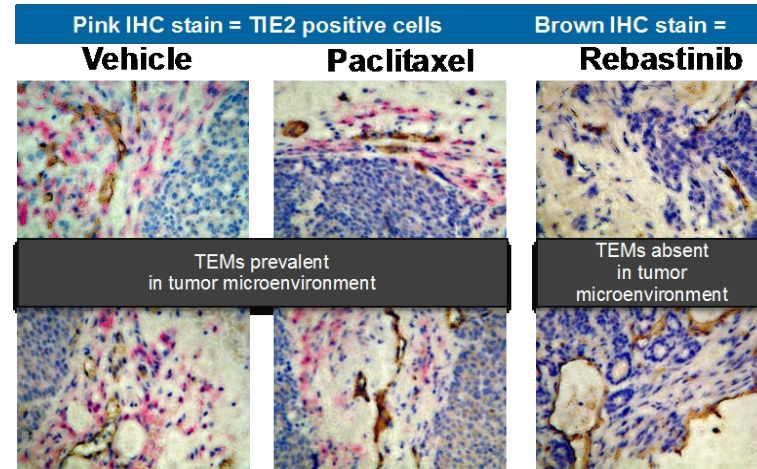 Pink IHC stain = TIE2 positive cells
Brown IHC stain =
Vehicle
Paclitaxel
Rebastinib
TEMs prevalent
in tumor microenvironment
TEMs absent
in tumor
microenvironment